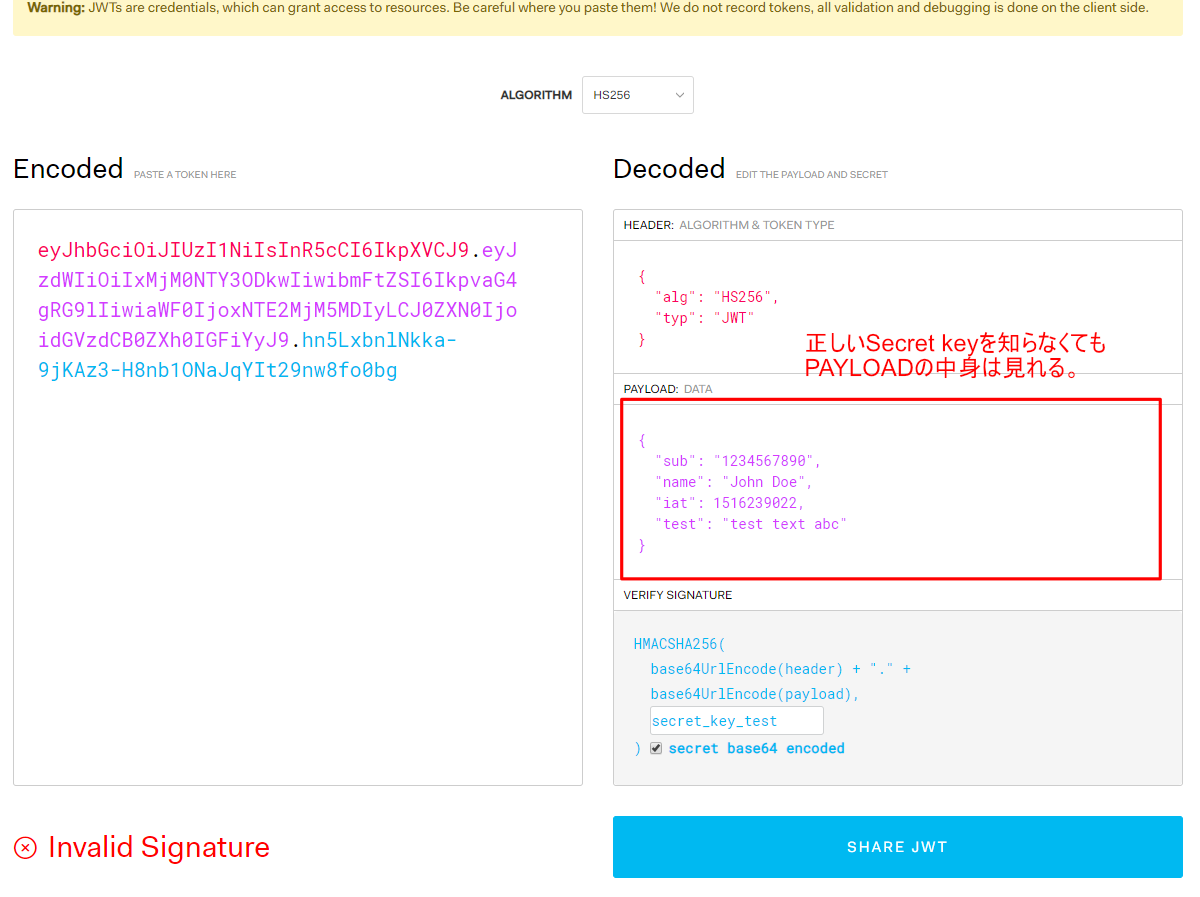 Warning: JWTs are credentials, which can grant access to resources. Be careful where you paste them! We do not record tokens, all validation and debugging is done on the client side.
ALGORITHM HS256
Encoded PASTE A TOKEN HERE
eyJhbGciOiJIUzI1NiIsInR5cCI6IkpXVCJ9.eyJ
zdWIiOiIxMjM0NTY3ODkwIiwibmFtZSI6IkpvaG4
gRG9lIiwiaWF0IjoxNTE2MjM5MDIyLCJ0ZXN0Ijo
idGVzdCB0ZXh0IGFiYyJ9.hn5LxbnlNkka-
9jKAz3-H8nb1ONaJqYIt29nw8fo0bg
Invalid Signature
Decoded EDIT THE PAYLOAD AND SECRET
HEADER: ALGORITHM & TOKEN TYPE
{
"alg": "HS256",
"typ": "JWT"
}
正しいSecret keyを知らなくても
PAYLOADの中身は見れる。
PAYLOAD: DATA
{
"sub": "1234567890",
"name": "John Doe",
"iat": 1516239022,
"test": "test text abc"
}
VERIFY SIGNATURE
HMACSHA256(
base64UrlEncode(header) + "." +
base64UrlEncode(payload),
secret_key_test
) secret base64 encoded
SHARE JWT